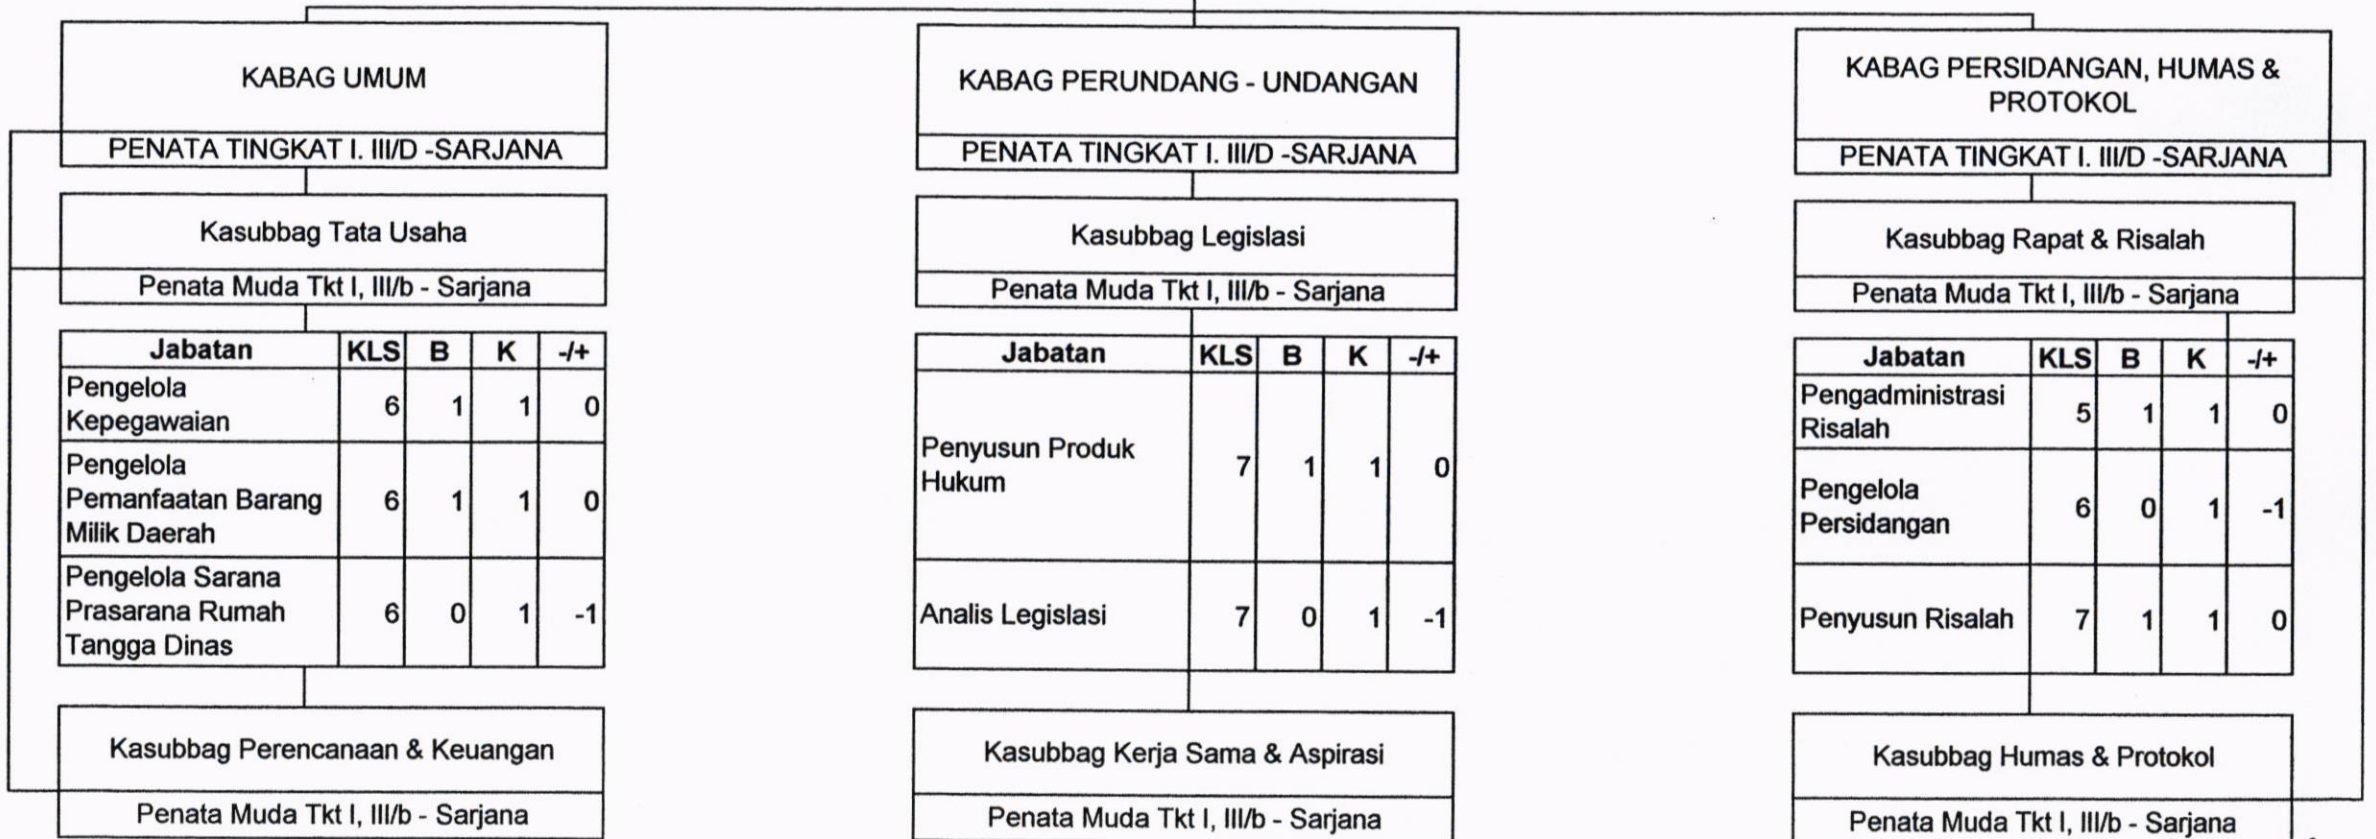 KABAG UMUM
PENATA TINGKAT I. III/D -SARJANA
Kasubbag Tata Usaha
Penata Muda Tkt I, III/b - Sarjana
Jabatan KLS B K -/+
Pengelola
Kepegawaian 6 1 1 0
Pengelola
Pemanfaatan Barang 6 1 1 0
Milik Daerah
Pengelola Sarana
Prasarana Rumah 6 0 1 -1
Tangga Dinas
Kasubbag Perencanaan & Keuangan
Penata Muda Tkt I, III/b - Sarjana
KABAG PERUNDANG - UNDANGAN
PENATA TINGKAT I. III/D -SARJANA
Kasubbag Legislasi
Penata Muda Tkt I, III/b - Sarjana
Jabatan KLS B K -/+
Penyusun Produk
Hukum 7 1 1 0
Analis Legislasi 7 0 1 -1
Kasubbag Kerja Sama & Aspirasi
Penata Muda Tkt I, III/b - Sarjana
KABAG PERSIDANGAN, HUMAS &
PROTOKOL
PENATA TINGKAT I. III/D -SARJANA
Kasubbag Rapat & Risalah
Penata Muda Tkt I, III/b - Sarjana
Jabatan KLS B K -/+
Pengadministrasi
Risalah 5 1 1 0
Pengelola
Persidangan 6 0 1 -1
Penyusun Risalah 7 1 1 0
Kasubbag Humas & Protokol
Penata Muda Tkt I, III/b - Sarjana